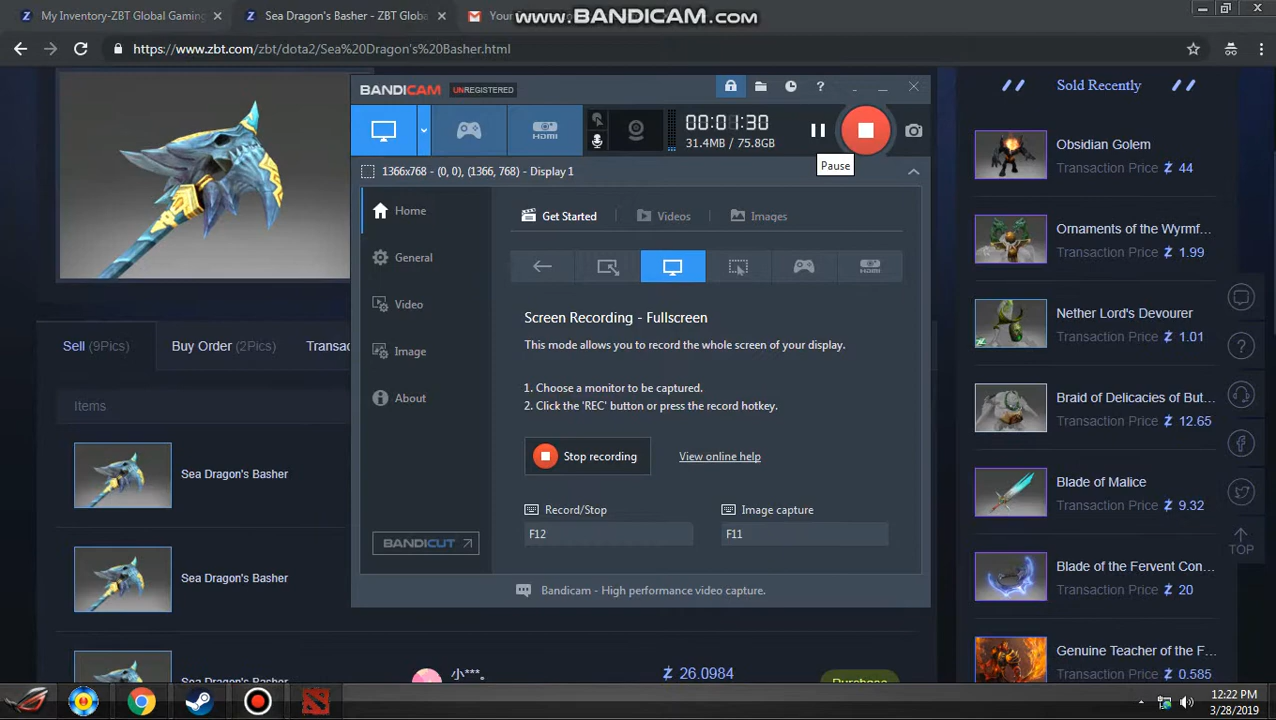 My Inventory-ZBT Global Gaming
Sea Dragon's Basher - ZBT Globa
Your
www.BANDICAM.com
https://www.zbt.com/zbt/dota2/Sea%20Dragon's%20Basher.html
BANDICAM
UNREGISTERED
00:01:30
31.4MB / 75.8GB
Pause
1366x768 - (0, 0), (1366, 768) - Display 1
Home
General
Video
Image
About
BANDICUT
Get Started
Videos
Images
Screen Recording - Fullscreen
This mode allows you to record the whole screen of your display.
1. Choose a monitor to be captured.
2. Click the 'REC' button or press the record hotkey.
Stop recording
View online help
Record/Stop
F12
Image capture
F11
Bandicam - High performance video capture.
Sell (9Pics)
Buy Order (2Pics)
Transac
Items
Sea Dragon's Basher
Sea Dragon's Basher
Sea Dragon's Basher
小***。
26.0984
Purchase
Sold Recently
Obsidian Golem
Transaction Price 44
Ornaments of the Wyrmf...
Transaction Price 1.99
Nether Lord's Devourer
Transaction Price 1.01
Braid of Delicacies of But...
Transaction Price 12.65
Blade of Malice
Transaction Price 9.32
Blade of the Fervent Con...
Transaction Price 20
Genuine Teacher of the F...
Transaction Price 0.585
TOP
12:22 PM
3/28/2019